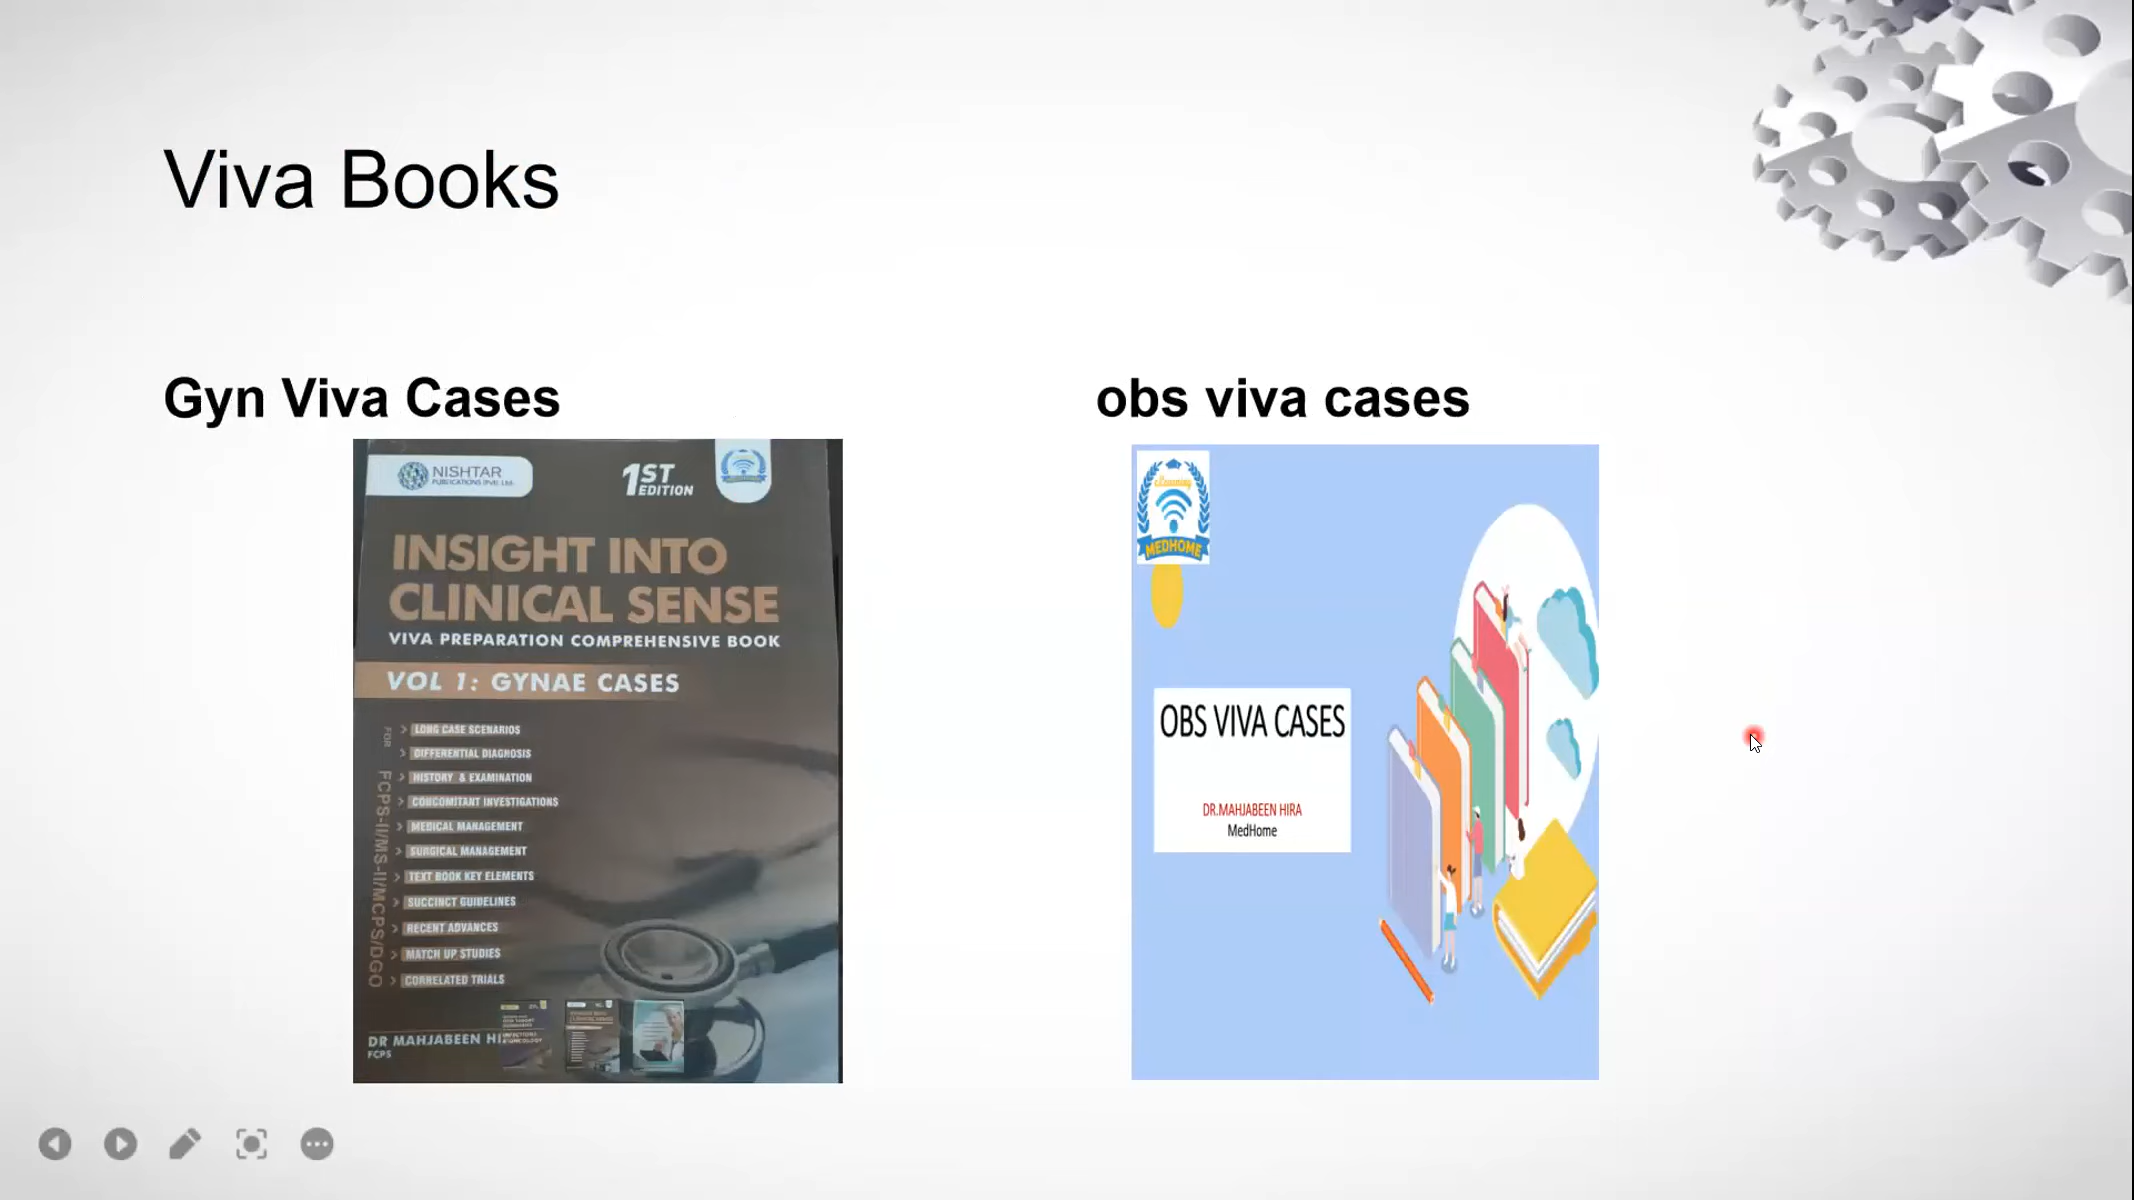 Viva Books
Gyn Viva Cases
NISHTAR
PUBLICATIONS (PVT) Ltd.
1ST
EDITION
INSIGHT INTO
CLINICAL SENSE
VIVA PREPARATION COMPREHENSIVE BOOK
VOL 1: GYNAE CASES
FOR
FCPS-II/MS-II/MCPS/DGO
LONG CASE SCENARIOS
DIFFERENTIAL DIAGNOSIS
HISTORY & EXAMINATION
CONCOMITANT INVESTIGATIONS
MEDICAL MANAGEMENT
SURGICAL MANAGEMENT
TEXT BOOK KEY ELEMENTS
SUCCINCT GUIDELINES
RECENT ADVANCES
MATCH UP STUDIES
CORRELATED TRIALS
DR MAHJABEEN
FCPS
obs viva cases
eLearning
MEDHOME
OBS VIVA CASES
DR.MAHJABEEN HIRA
MedHome